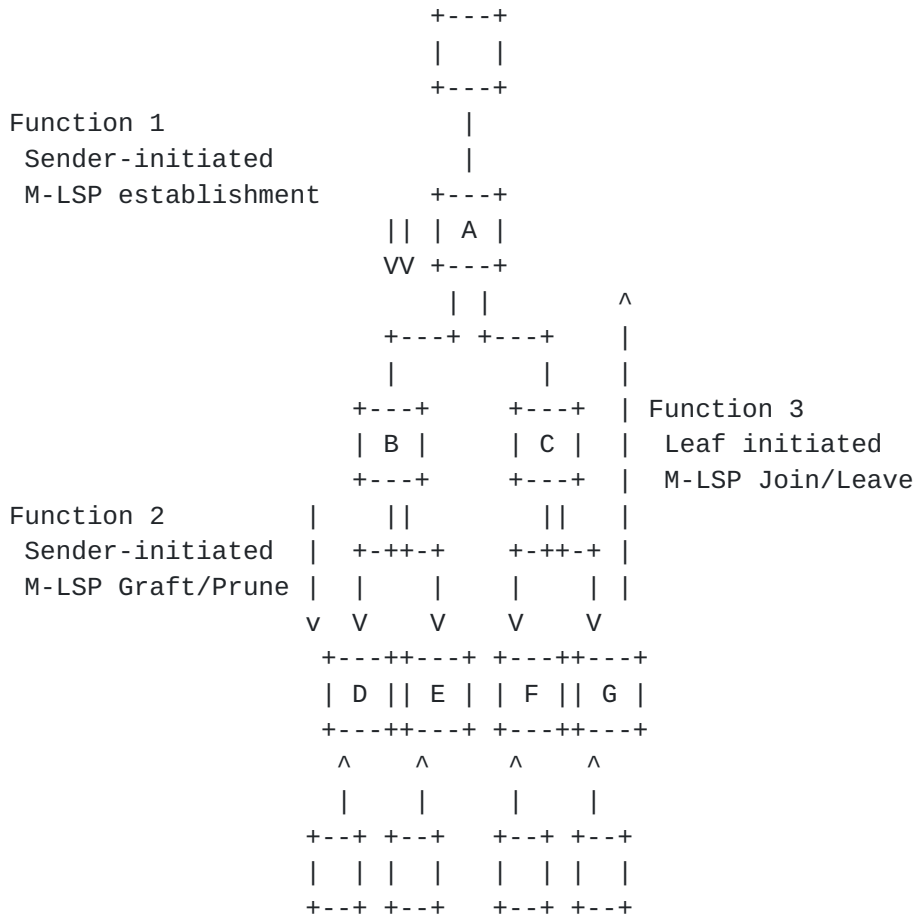 Function 1
Sender-initiated
M-LSP establishment
A
B C
Function 3
Leaf initiated
M-LSP Join/Leave
Function 2
Sender-initiated
M-LSP Graft/Prune
D E F G